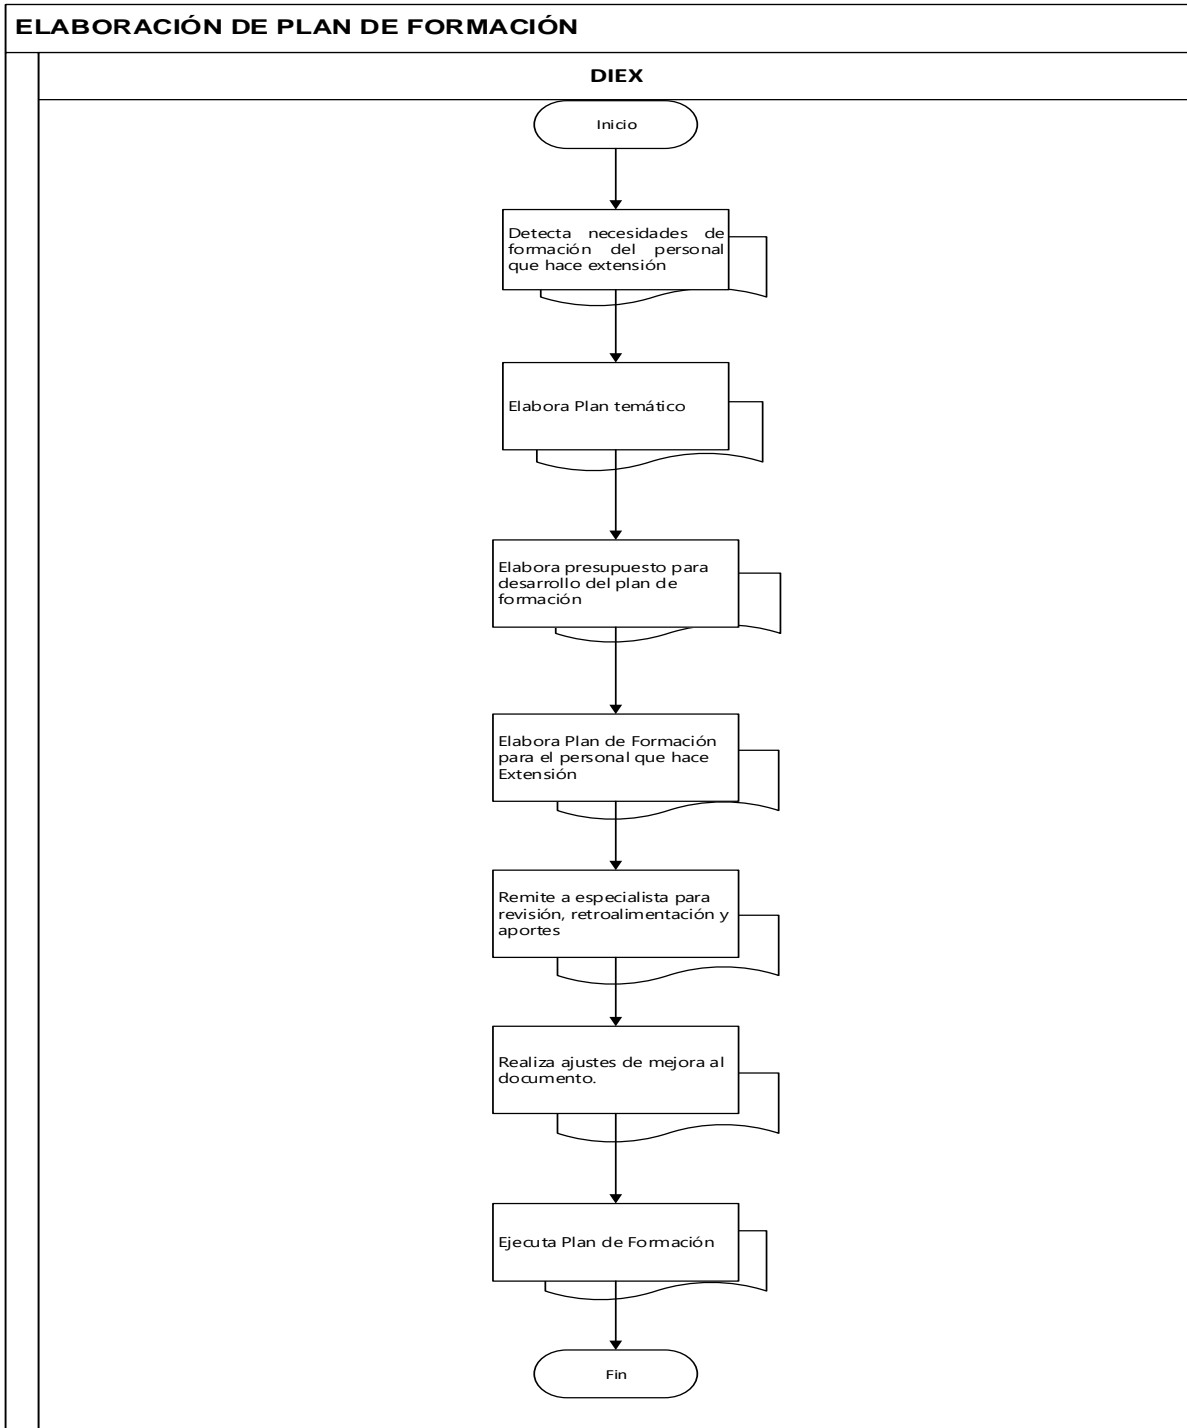 ELABORACIÓN DE PLAN DE FORMACIÓN
DIEX
Inicio
Detecta necesidades de
formación del personal
que hace extensión
Elabora Plan temático
Elabora presupuesto para
desarrollo del plan de
formación
Elabora Plan de Formación
para el personal que hace
Extensión
Remite a especialista para
revisión, retroalimentación y
aportes
Realiza ajustes de mejora al
documento.
Ejecuta Plan de Formación
Fin